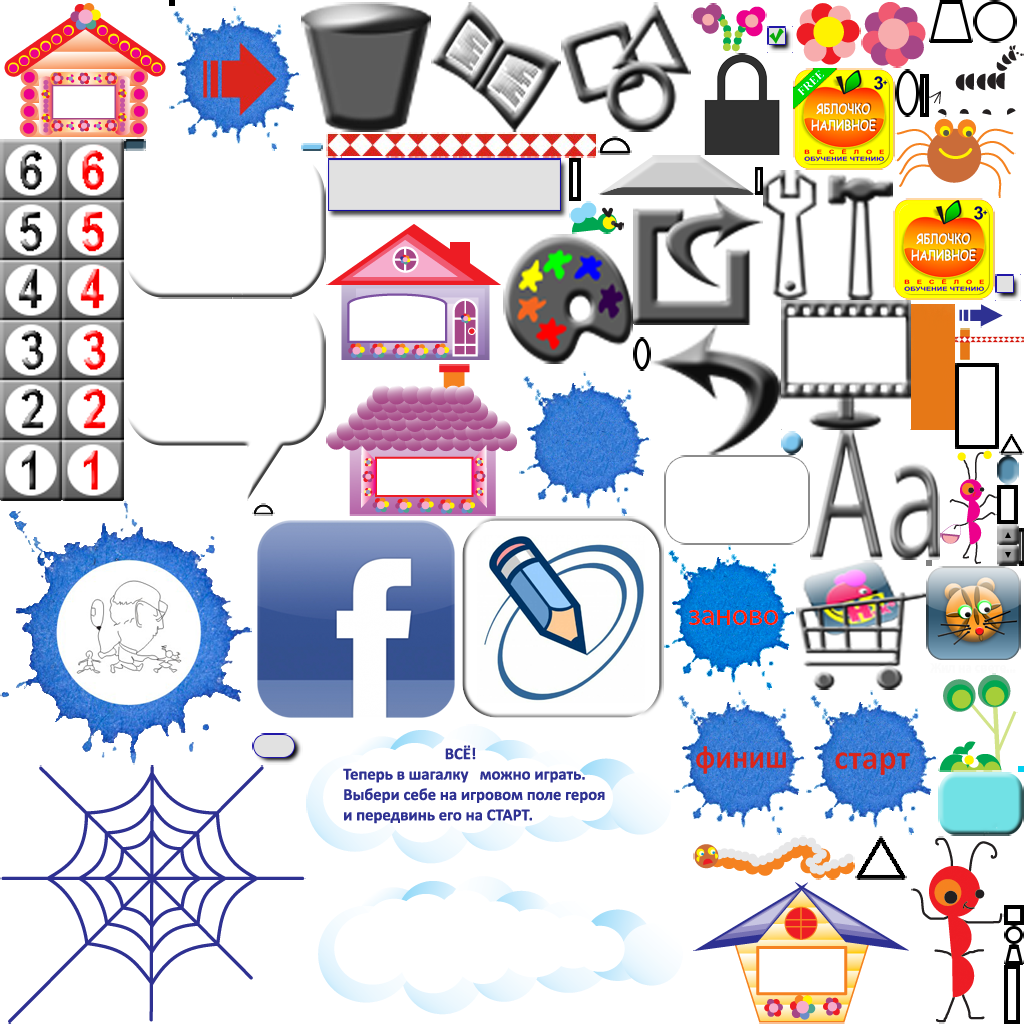 FREE
3+
ЯБЛОЧКО
НАЛИВНОЕ
ВЕСЁЛОЕ
ОБУЧЕНИЕ ЧТЕНИЮ
3+
ЯБЛОЧКО
НАЛИВНОЕ
ВЕСЁЛОЕ
ОБУЧЕНИЕ ЧТЕНИЮ
6 6
5 5
4 4
3 3
2 2
1 1
Aa
f
заново
финиш
старт
ВСЁ!
Теперь в шагалку можно играть.
Выбери себе на игровом поле героя
и передвинь его на СТАРТ.